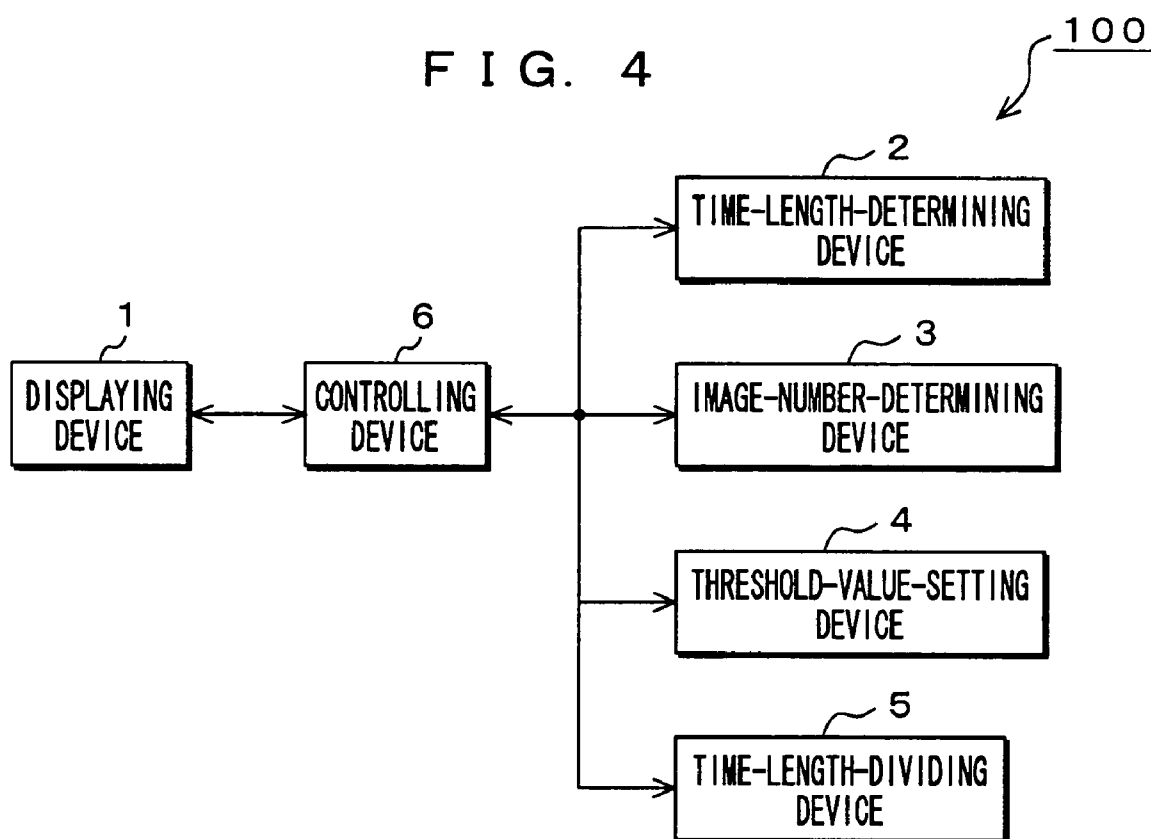 FIG. 4
100
2
TIME-LENGTH-DETERMINING
DEVICE
1
DISPLAYING
DEVICE
6
CONTROLLING
DEVICE
3
IMAGE-NUMBER-DETERMINING
DEVICE
4
THRESHOLD-VALUE-SETTING
DEVICE
5
TIME-LENGTH-DIVIDING
DEVICE